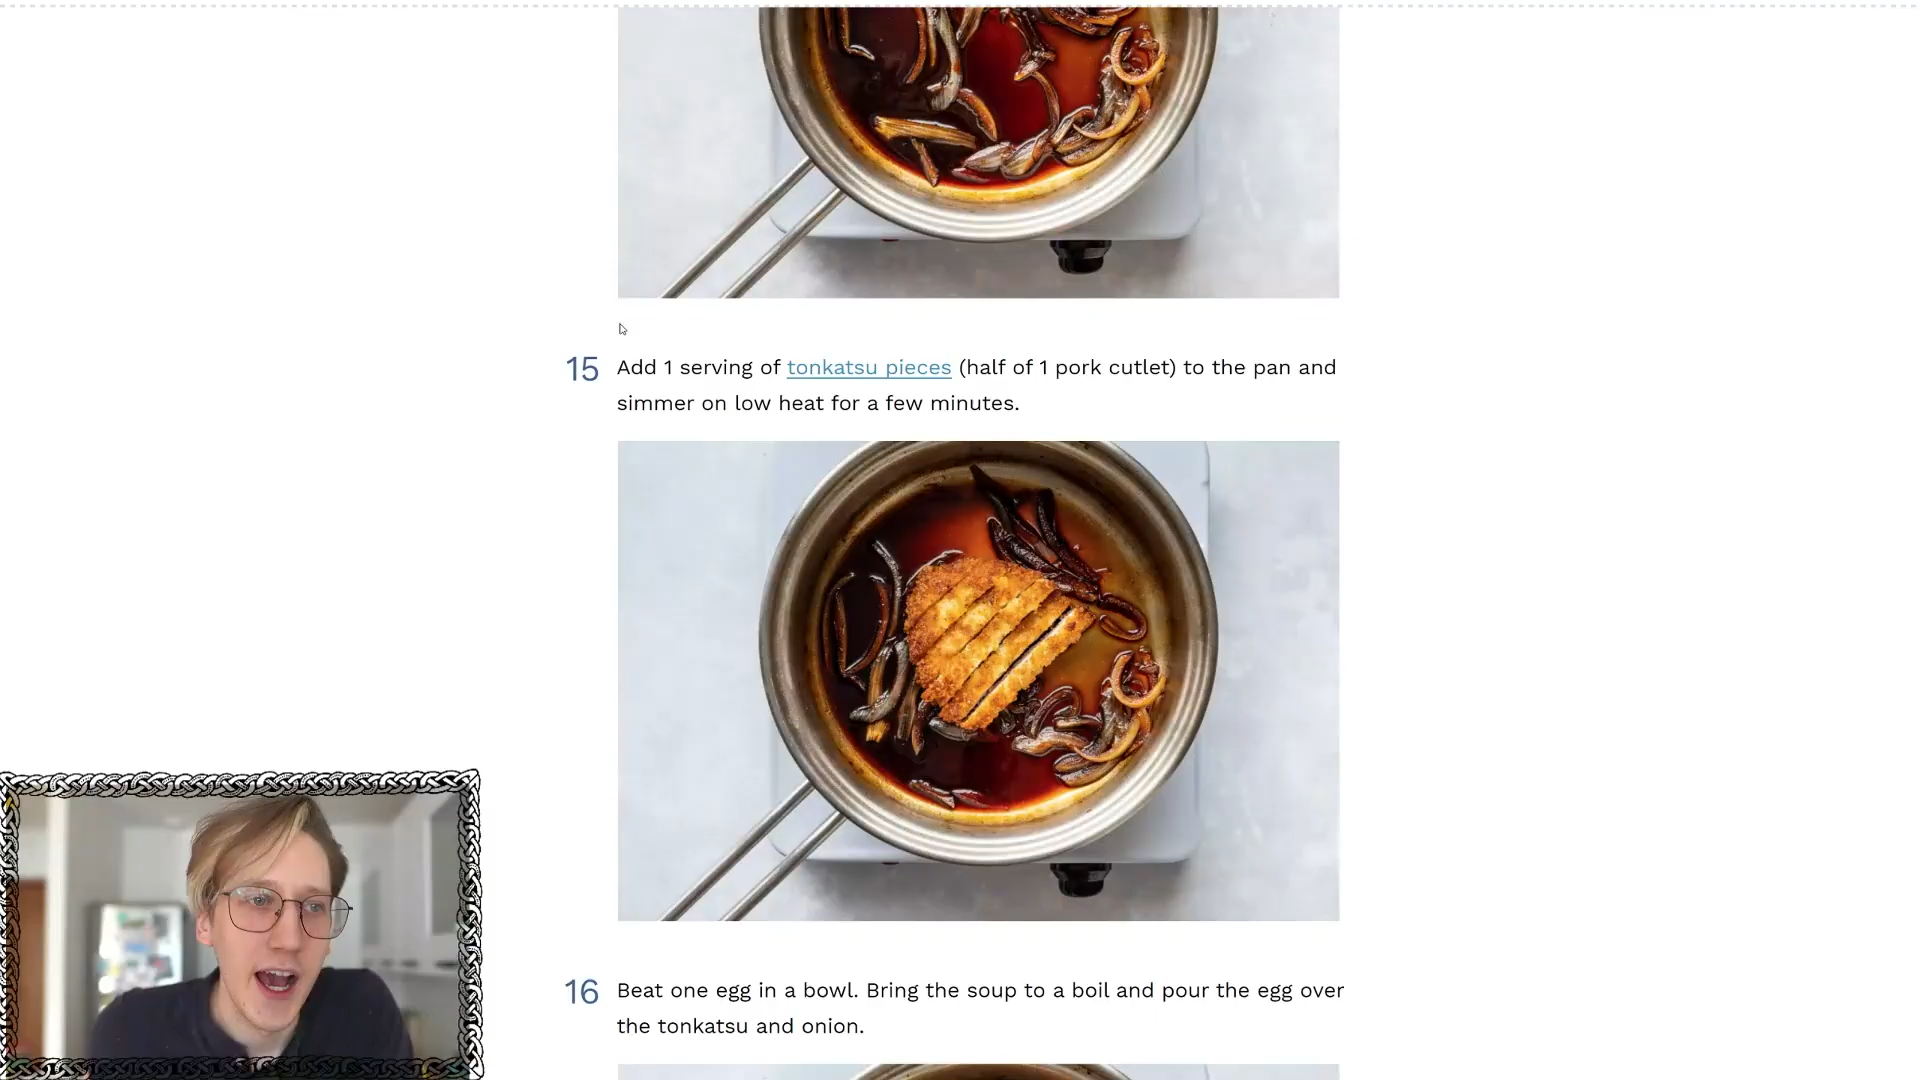 15 Add 1 serving of tonkatsu pieces (half of 1 pork cutlet) to the pan and
simmer on low heat for a few minutes.
16 Beat one egg in a bowl. Bring the soup to a boil and pour the egg over
the tonkatsu and onion.